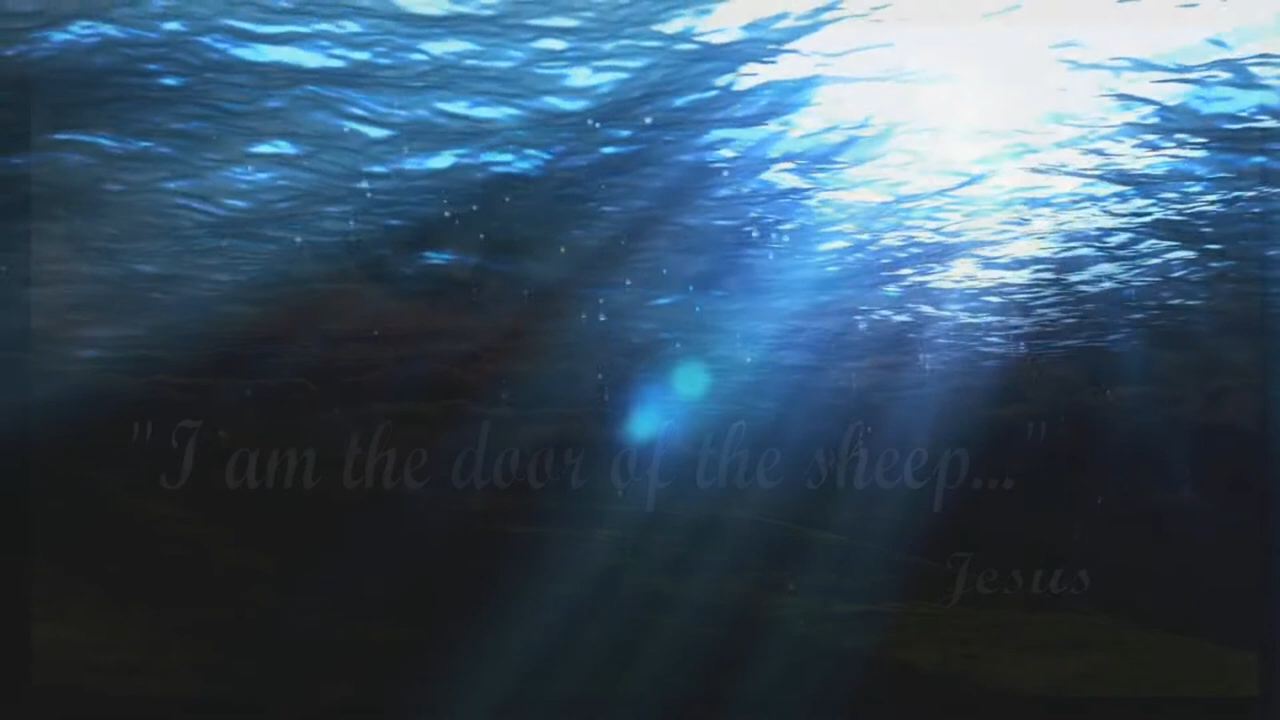 "I am the door of the sheep..."
Jesus